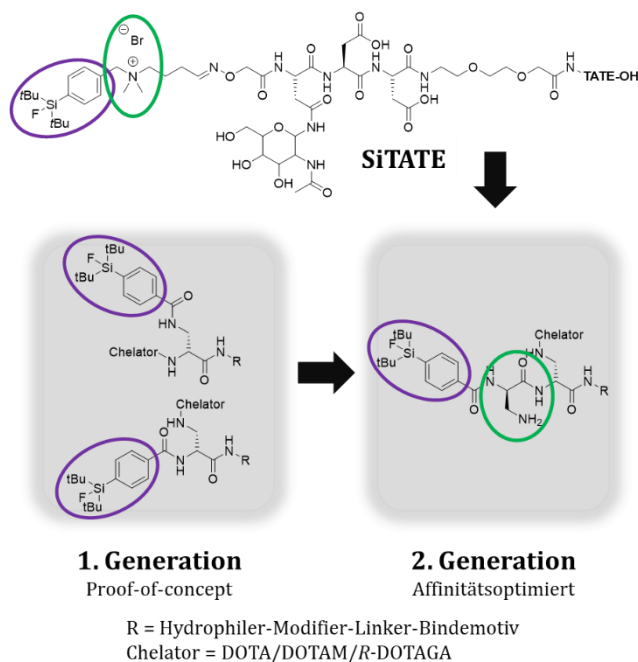 ⊖
Br
O OH
tBu
Si
F
tBu
⊕
N
N
O
O
H
N
O
N
H
O
H
N
O
N
H
O
O
O
H
N
TATE-OH
O
OH
O
NH
HO
O
HO
OH
NH
O
SiTATE
tBu
F
Si
tBu
O
NH
Chelator
N
H
O
H
N
R
Chelator
HN
O
N
H
O
H
N
R
tBu
F
Si
tBu
tBu
F
Si
tBu
O
H
N
O
NH2
N
H
Chelator
HN
O
H
N
R
1. Generation
Proof-of-concept
2. Generation
Affinitätsoptimiert
R = Hydrophiler-Modifier-Linker-Bindemotiv
Chelator = DOTA/DOTAM/R-DOTAGA